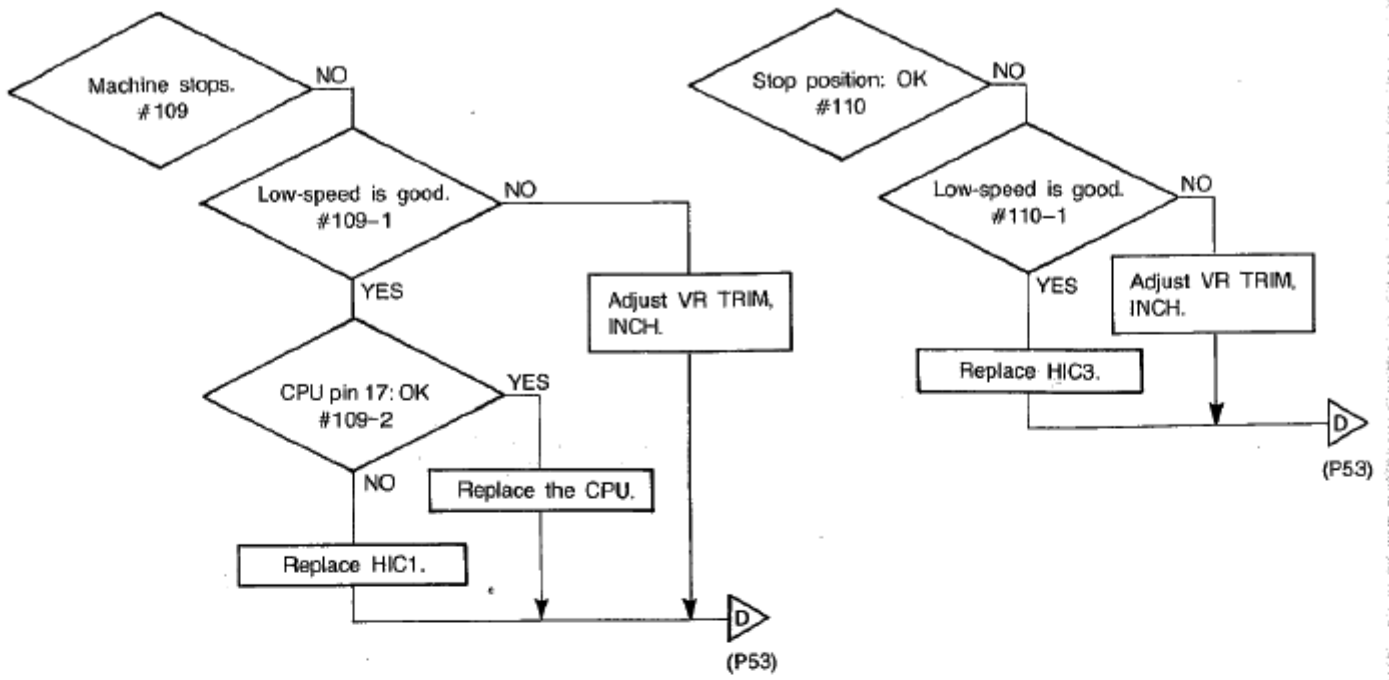 Machine stops.
#109
NO
Low-speed is good.
#109-1
NO
YES
Adjust VR TRIM,
INCH.
CPU pin 17: OK
#109-2
YES
NO
Replace the CPU.
Replace HIC1.
D
(P53)
Stop position: OK
#110
NO
Low-speed is good.
#110-1
NO
YES
Adjust VR TRIM,
INCH.
Replace HIC3.
D
(P53)